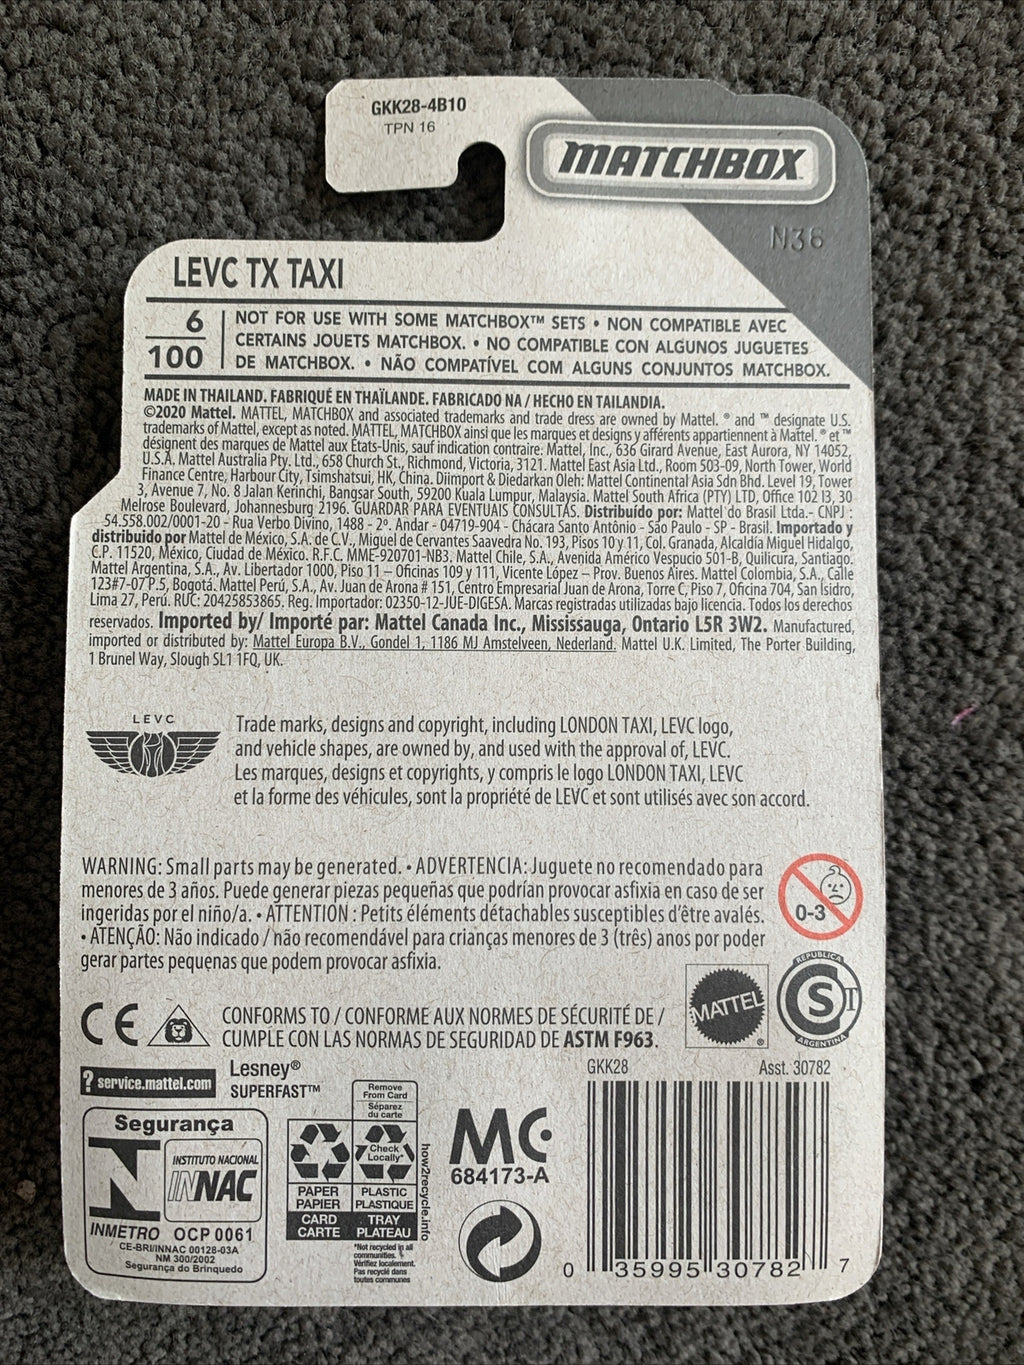 GKK28-4B10
TPN 16
MATCHBOX
N36
LEVC TX TAXI
6
100
NOT FOR USE WITH SOME MATCHBOX™ SETS • NON COMPATIBLE AVEC
CERTAINS JOUETS MATCHBOX. • NO COMPATIBLE CON ALGUNOS JUGUETES
DE MATCHBOX. • NÃO COMPATÍVEL COM ALGUNS CONJUNTOS MATCHBOX.
MADE IN THAILAND. FABRIQUÉ EN THAÏLANDE. FABRICADO NA / HECHO EN TAILANDIA.
©2020 Mattel. MATTEL, MATCHBOX and associated trademarks and trade dress are owned by Mattel. ® and ™ designate U.S.
trademarks of Mattel, except as noted. MATTEL, MATCHBOX ainsi que les marques et designs y afférents appartiennent à Mattel. ® et ™
désignent des marques de Mattel aux États-Unis, sauf indication contraire. Mattel, Inc., 636 Girard Avenue, East Aurora, NY 14052,
U.S.A. Mattel Australia Pty. Ltd., 658 Church St., Richmond, Victoria, 3121. Mattel East Asia Ltd., Room 503-09, North Tower, World
Finance Centre, Harbour City, Tsimshatsui, HK, China. Diimport & Diedarkan Oleh: Mattel Continental Asia Sdn Bhd. Level 19, Tower
3, Avenue 7, No. 8 Jalan Kerinchi, Bangsar South, 59200 Kuala Lumpur, Malaysia. Mattel South Africa (PTY) LTD, Office 102 I3, 30
Melrose Boulevard, Johannesburg 2196. GUARDAR PARA EVENTUAIS CONSULTAS. Distribuído por: Mattel do Brasil Ltda.- CNPJ :
54.558.002/0001-20 - Rua Verbo Divino, 1488 - 2º. Andar - 04719-904 - Chácara Santo Antônio - São Paulo - SP - Brasil. Importado y
distribuido por Mattel de México, S.A. de C.V., Miguel de Cervantes Saavedra No. 193, Pisos 10 y 11, Col. Granada, Alcaldía Miguel Hidalgo,
C.P. 11520, México, Ciudad de México. R.F.C. MME-920701-NB3. Mattel Chile, S.A., Avenida Américo Vespucio 501-B, Quilicura, Santiago.
Mattel Argentina, S.A., Av. Libertador 1000, Piso 11 – Oficinas 109 y 111, Vicente López – Prov. Buenos Aires. Mattel Colombia, S.A., Calle
123#7-07 P.5, Bogotá. Mattel Perú, S.A., Av. Juan de Arona # 151, Centro Empresarial Juan de Arona, Torre C, Piso 7, Oficina 704, San Isidro,
Lima 27, Perú. RUC: 20425853865. Reg. Importador: 02350-12-JUE-DIGESA. Marcas registradas utilizadas bajo licencia. Todos los derechos
reservados. Imported by/ Importé par: Mattel Canada Inc., Mississauga, Ontario L5R 3W2. Manufactured,
imported or distributed by: Mattel Europa B.V., Gondel 1, 1186 MJ Amstelveen, Nederland. Mattel U.K. Limited, The Porter Building,
1 Brunel Way, Slough SL1 1FQ, UK.
LEVC
Trade marks, designs and copyright, including LONDON TAXI, LEVC logo,
and vehicle shapes, are owned by, and used with the approval of, LEVC.
Les marques, designs et copyrights, y compris le logo LONDON TAXI, LEVC
et la forme des véhicules, sont la propriété de LEVC et sont utilisés avec son accord.
WARNING: Small parts may be generated. • ADVERTENCIA: Juguete no recomendado para
menores de 3 años. Puede generar piezas pequeñas que podrían provocar asfixia en caso de ser
ingeridas por el niño/a. • ATTENTION : Petits éléments détachables susceptibles d'être avalés.
• ATENÇÃO: Não indicado / não recomendável para crianças menores de 3 (três) anos por poder
gerar partes pequenas que podem provocar asfixia.
0-3
CE
CONFORMS TO / CONFORME AUX NORMES DE SÉCURITÉ DE /
CUMPLE CON LAS NORMAS DE SEGURIDAD DE ASTM F963.
MATTEL
®
REPUBLICA
S
ARGENTINA
? service.mattel.com
Lesney®
SUPERFAST™
GKK28
Asst. 30782
Segurança
INSTITUTO NACIONAL
INNAC
INMETRO OCP 0061
CE-BRI/INNAC 00128-03A
NM 300/2002
Segurança do Brinquedo
Remove
From Card
Séparez
du carte
Check
Locally*
PAPER
PAPIER
PLASTIC
PLASTIQUE
CARD
CARTE
TRAY
PLATEAU
*Not recycled in all
communities.
Vérifiez localement.
Pas recyclé dans
toutes communes
how2recycle.info
MC
684173-A
0 35995 30782 7